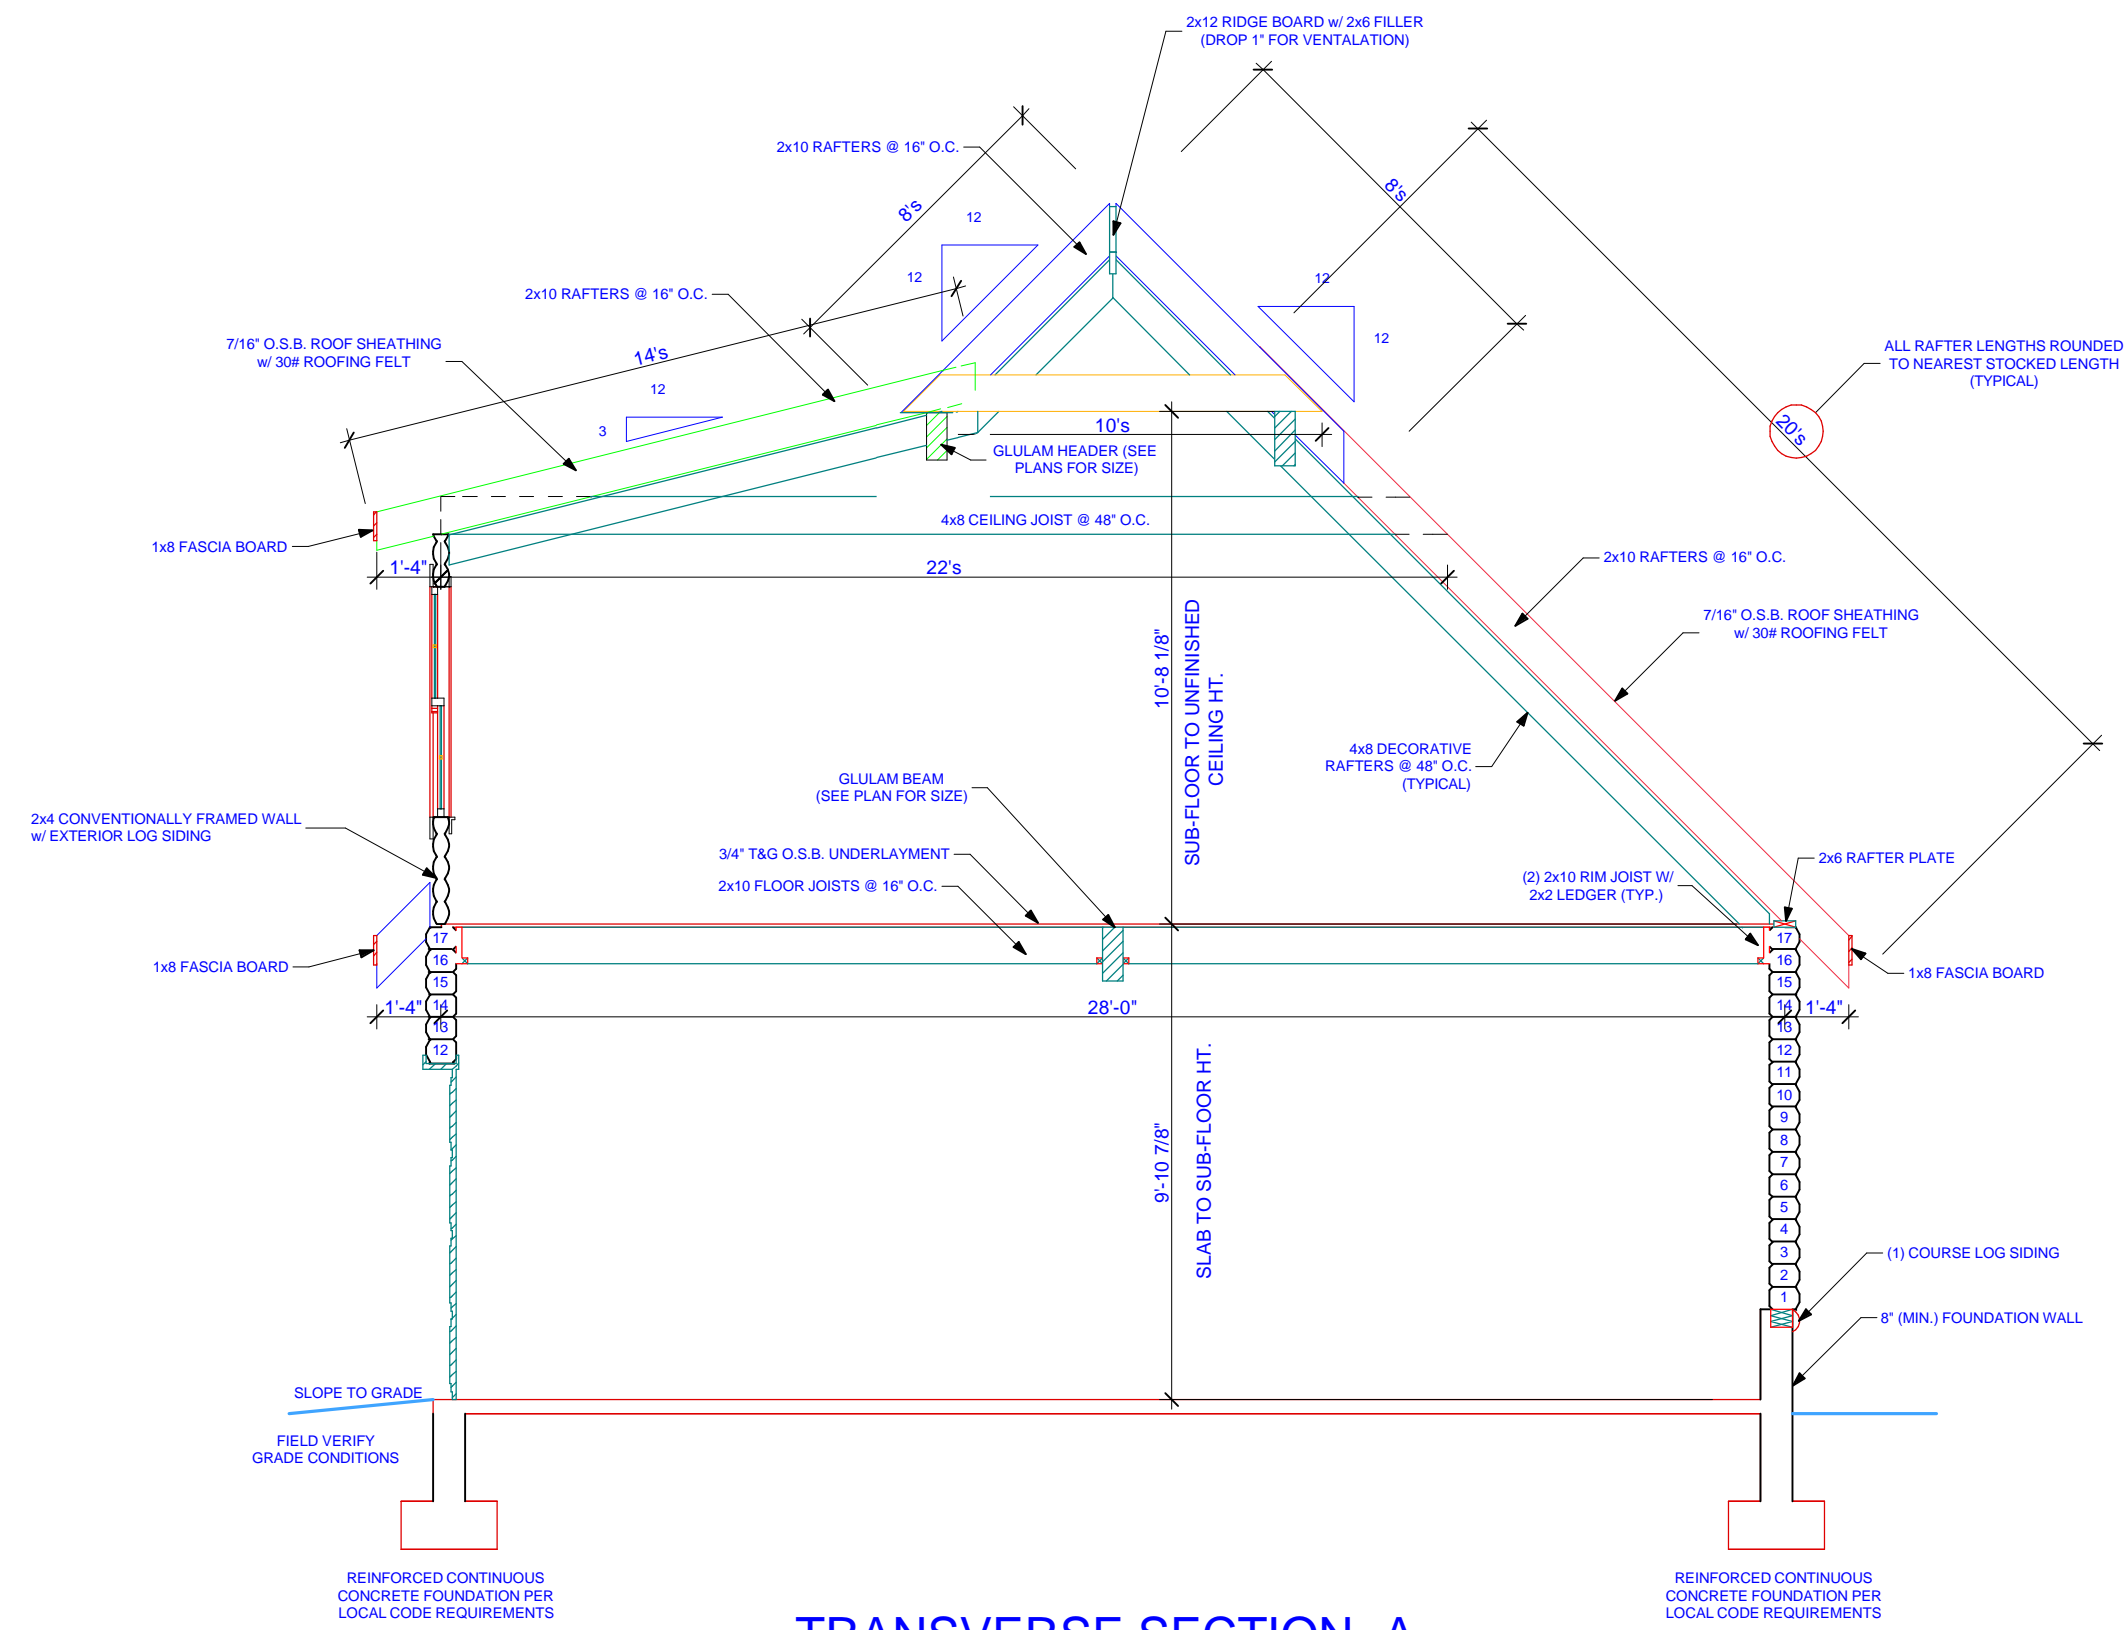 2x12 RIDGE BOARD w/ 2x6 FILLER
(DROP 1" FOR VENTALATION)
2x10 RAFTERS @ 16" O.C.
8's
8's
12
12
2x10 RAFTERS @ 16" O.C.
12
12
7/16" O.S.B. ROOF SHEATHING
w/ 30# ROOFING FELT
14's
12
3
ALL RAFTER LENGTHS ROUNDED
TO NEAREST STOCKED LENGTH
(TYPICAL)
20's
10's
GLULAM HEADER (SEE
PLANS FOR SIZE)
4x8 CEILING JOIST @ 48" O.C.
1x8 FASCIA BOARD
1'-4"
22's
2x10 RAFTERS @ 16" O.C.
7/16" O.S.B. ROOF SHEATHING
w/ 30# ROOFING FELT
10'-8 1/8"
SUB-FLOOR TO UNFINISHED
CEILING HT.
4x8 DECORATIVE
RAFTERS @ 48" O.C.
(TYPICAL)
GLULAM BEAM
(SEE PLAN FOR SIZE)
2x4 CONVENTIONALLY FRAMED WALL
w/ EXTERIOR LOG SIDING
3/4" T&G O.S.B. UNDERLAYMENT
2x10 FLOOR JOISTS @ 16" O.C.
(2) 2x10 RIM JOIST W/
2x2 LEDGER (TYP.)
2x6 RAFTER PLATE
1x8 FASCIA BOARD
1x8 FASCIA BOARD
17
16
15
14
13
12
1'-4"
28'-0"
1'-4"
17
16
15
14
13
12
11
10
9
8
7
6
5
4
3
2
1
9'-10 7/8"
SLAB TO SUB-FLOOR HT.
(1) COURSE LOG SIDING
8" (MIN.) FOUNDATION WALL
SLOPE TO GRADE
FIELD VERIFY
GRADE CONDITIONS
REINFORCED CONTINUOUS
CONCRETE FOUNDATION PER
LOCAL CODE REQUIREMENTS
REINFORCED CONTINUOUS
CONCRETE FOUNDATION PER
LOCAL CODE REQUIREMENTS
TRANSVERSE SECTION A